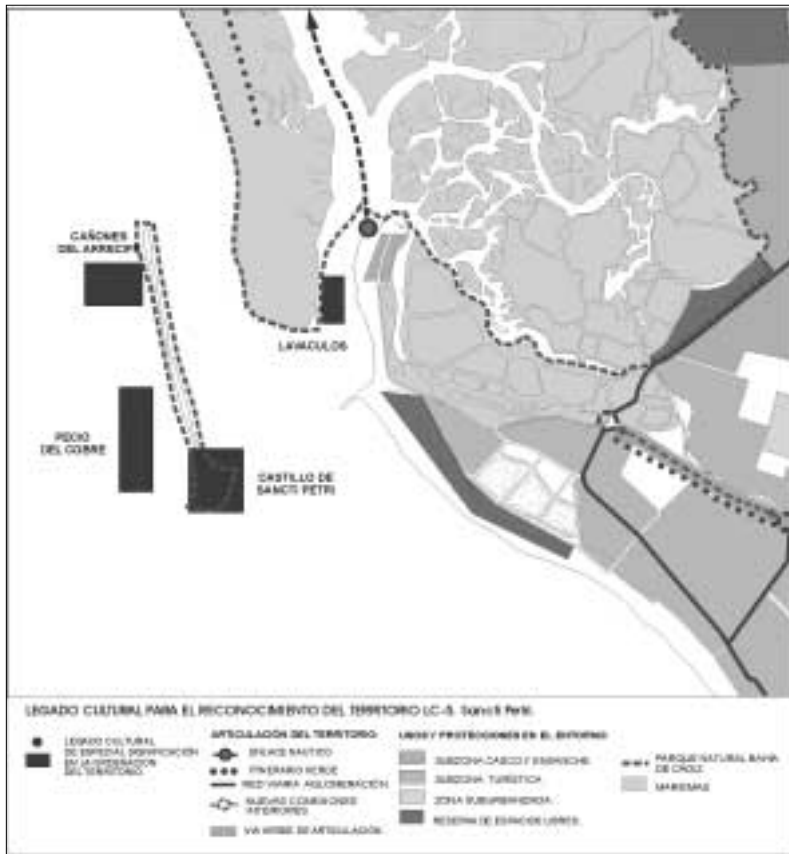 CAÑONES
DEL ARRECIFE
LAVACULOS
PECIO
DEL COBRE
CASTILLO DE
SANCTI PETRI
LEGADO CULTURAL PARA EL RECONOCIMIENTO DEL TERRITORIO LC-5. Sancti Petri.
LEGADO CULTURAL
DE ESPECIAL SIGNIFICACIÓN
EN LA ORDENACIÓN
DEL TERRITORIO.
ARTICULACIÓN DEL TERRITORIO
ENLACE NÁUTICO
ITINERARIO VERDE
RED VIARIA AGLOMERACIÓN.
NUEVAS CONEXIONES
INTERIORES
VIA VERDE DE ARTICULACIÓN.
USOS Y PROTECCIONES EN EL ENTORNO
SUBZONA CASCO Y ENSANCHE.
SUBZONA TURÍSTICA.
ZONA SUBURBANIZADA.
RESERVA DE ESPACIOS LIBRES.
PARQUE NATURAL BAHIA
DE CÁDIZ
MARISMAS